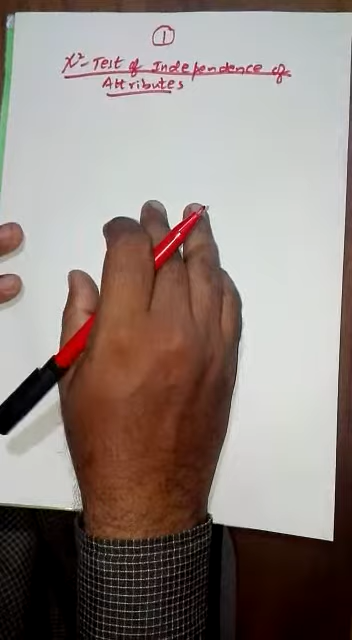 1
χ²-Test of Independence of
Attributes